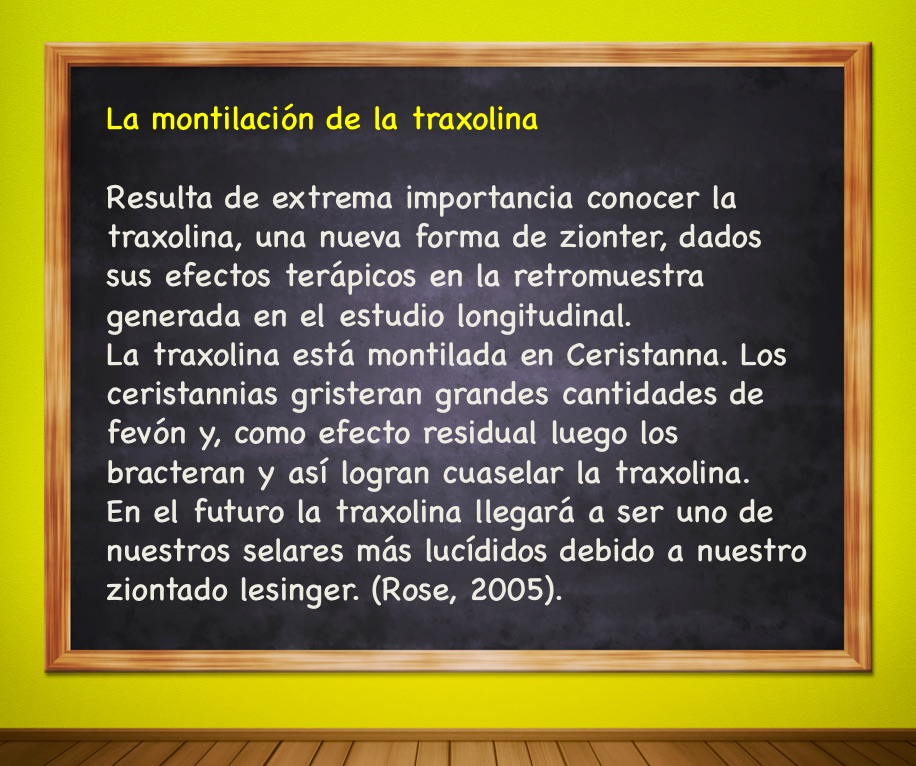 La montilación de la traxolina
Resulta de extrema importancia conocer la
traxolina, una nueva forma de zionter, dados
sus efectos terápicos en la retromuestra
generada en el estudio longitudinal.
La traxolina está montilada en Ceristanna. Los
ceristannias gristeran grandes cantidades de
fevón y, como efecto residual luego los
bracteran y así logran cuaselar la traxolina.
En el futuro la traxolina llegará a ser uno de
nuestros selares más lucídidos debido a nuestro
ziontado lesinger. (Rose, 2005).